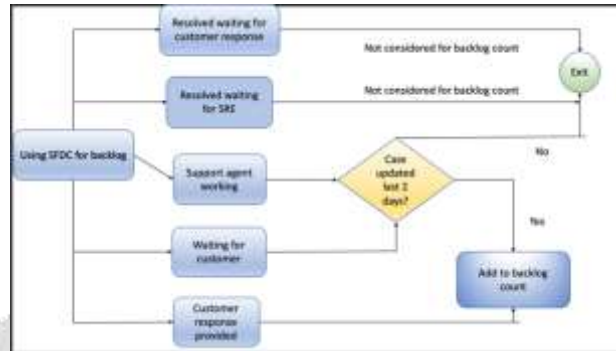 Resolved waiting for
customer response
Not considered for backlog count
Exit
Resolved waiting
for SRE
Not considered for backlog count
Using SFDC for backlog
Support agent
working
Case
updated
last 2
days?
No
Yes
Waiting for
customer
Add to backlog
count
Customer
response
provided